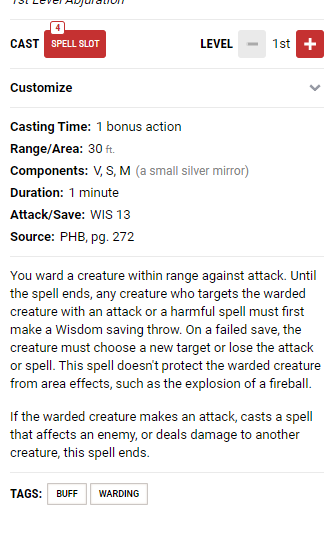 1st Level Abjuration
4
CAST SPELL SLOT LEVEL 1st
Customize
Casting Time: 1 bonus action
Range/Area: 30 ft.
Components: V, S, M (a small silver mirror)
Duration: 1 minute
Attack/Save: WIS 13
Source: PHB, pg. 272
You ward a creature within range against attack. Until
the spell ends, any creature who targets the warded
creature with an attack or a harmful spell must first
make a Wisdom saving throw. On a failed save, the
creature must choose a new target or lose the attack
or spell. This spell doesn't protect the warded creature
from area effects, such as the explosion of a fireball.
If the warded creature makes an attack, casts a spell
that affects an enemy, or deals damage to another
creature, this spell ends.
TAGS: BUFF WARDING